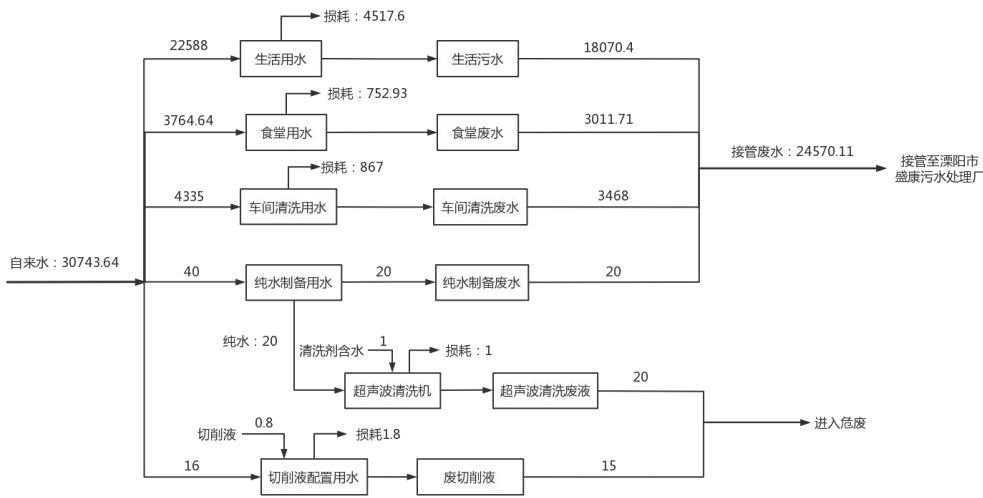 损耗：4517.6
22588
生活用水
生活污水
18070.4
损耗：752.93
3764.64
食堂用水
食堂废水
3011.71
接管废水：24570.11
接管至溧阳市
盛康污水处理厂
损耗：867
4335
车间清洗用水
车间清洗废水
3468
自来水：30743.64
40
纯水制备用水
20
纯水制备废水
20
纯水：20
清洗剂含水
1
损耗：1
超声波清洗机
超声波清洗废液
20
进入危废
切削液
0.8
损耗1.8
16
切削液配置用水
废切削液
15